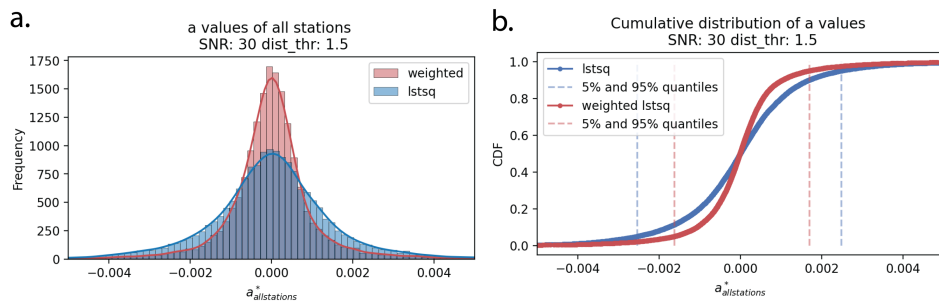 a.
a values of all stations
SNR: 30 dist_thr: 1.5
weighted
lstsq
Frequency
1750
1500
1250
1000
750
500
250
0
−0.004
−0.002
0.000
0.002
0.004
a*allstations
b.
Cumulative distribution of a values
SNR: 30 dist_thr: 1.5
lstsq
5% and 95% quantiles
weighted lstsq
5% and 95% quantiles
CDF
1.0
0.8
0.6
0.4
0.2
0.0
−0.004
−0.002
0.000
0.002
0.004
a*allstations